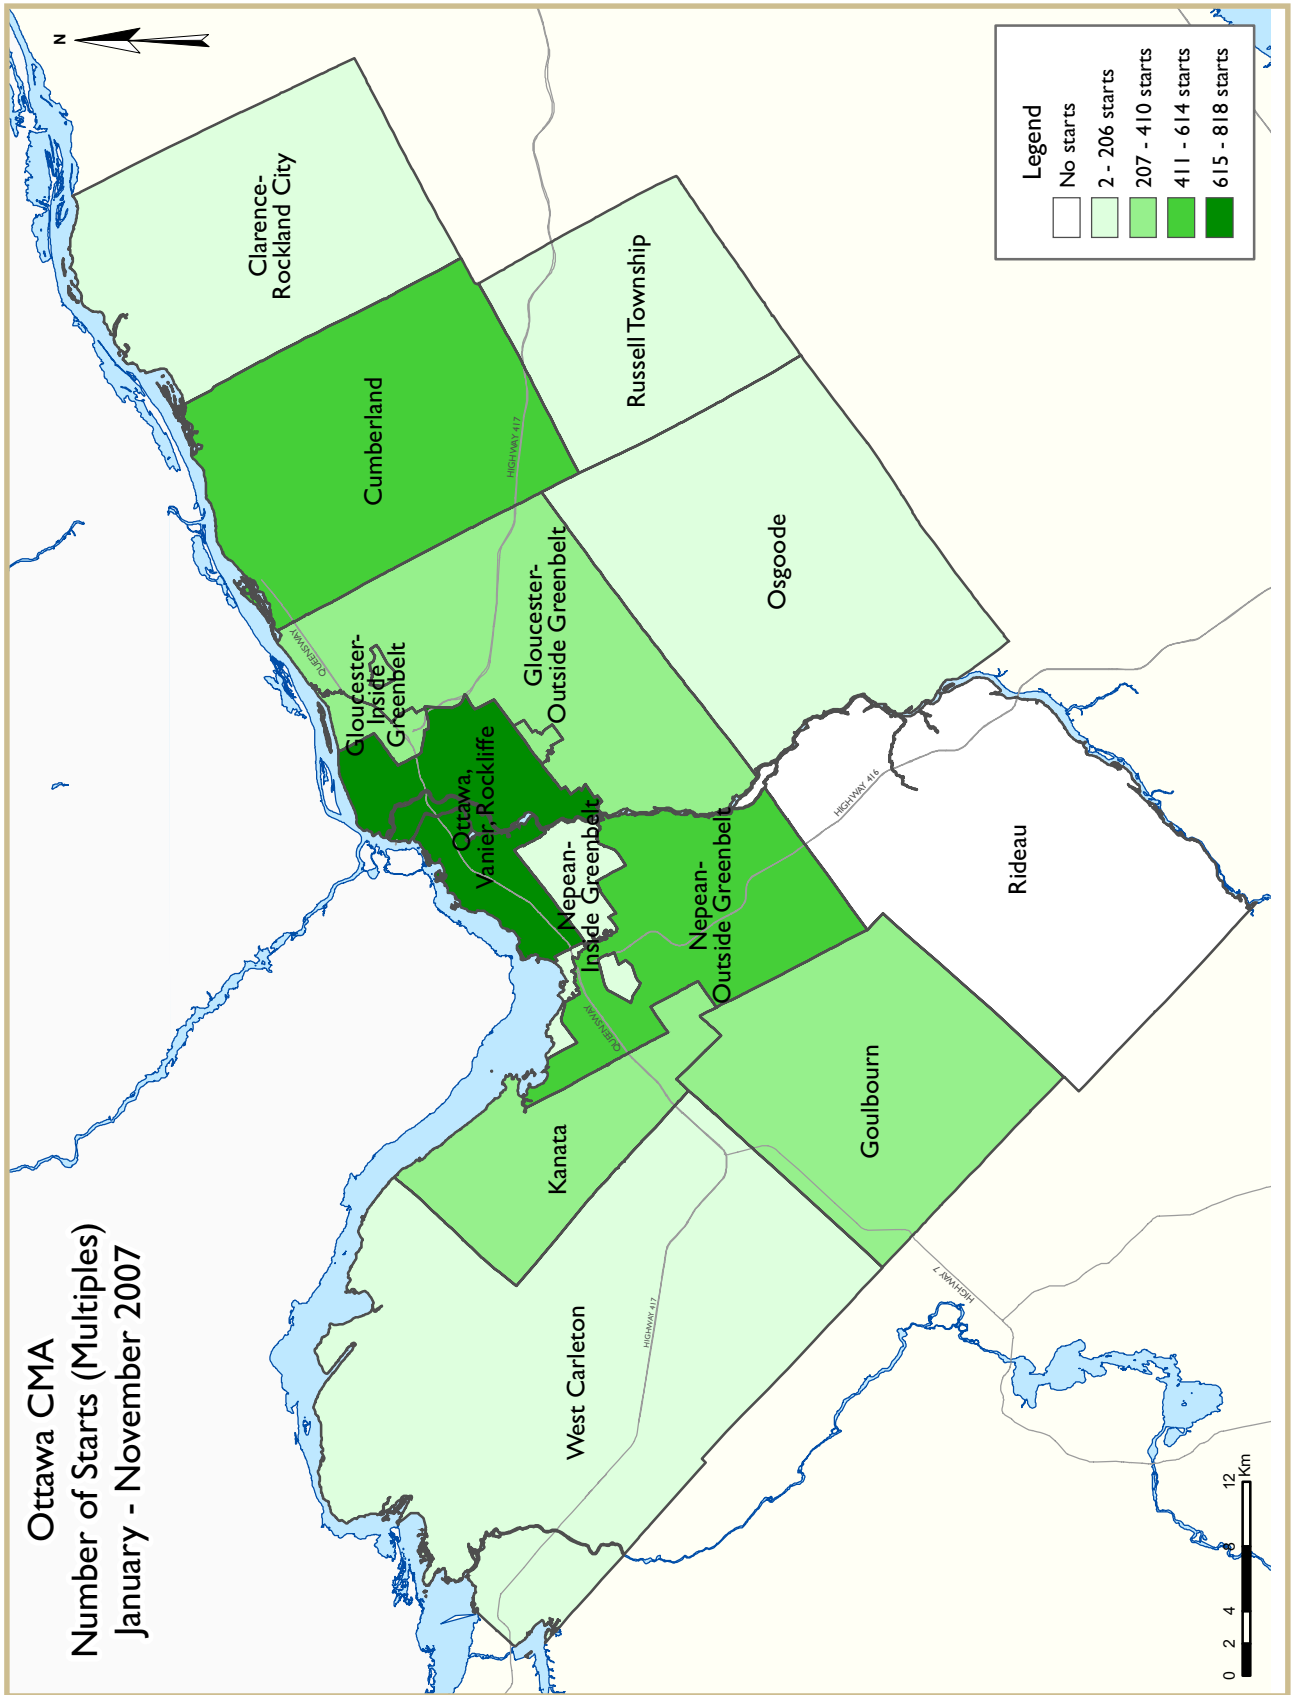 Ottawa CMA
Number of Starts (Multiples)
January - November 2007
N
Clarence-
Rockland City
Cumberland
Russell Township
HIGHWAY 417
Osgoode
QUEENSWAY
Gloucester-
Inside
Greenbelt
Gloucester-
Outside Greenbelt
Ottawa,
Vanier, Rockliffe
Nepean-
Inside Greenbelt
Nepean-
Outside Greenbelt
HIGHWAY 416
Rideau
QUEENSWAY
Kanata
Goulbourn
West Carleton
HIGHWAY 417
HIGHWAY 7
Legend
No starts
2 - 206 starts
207 - 410 starts
411 - 614 starts
615 - 818 starts
0 2 4 8 12
Km